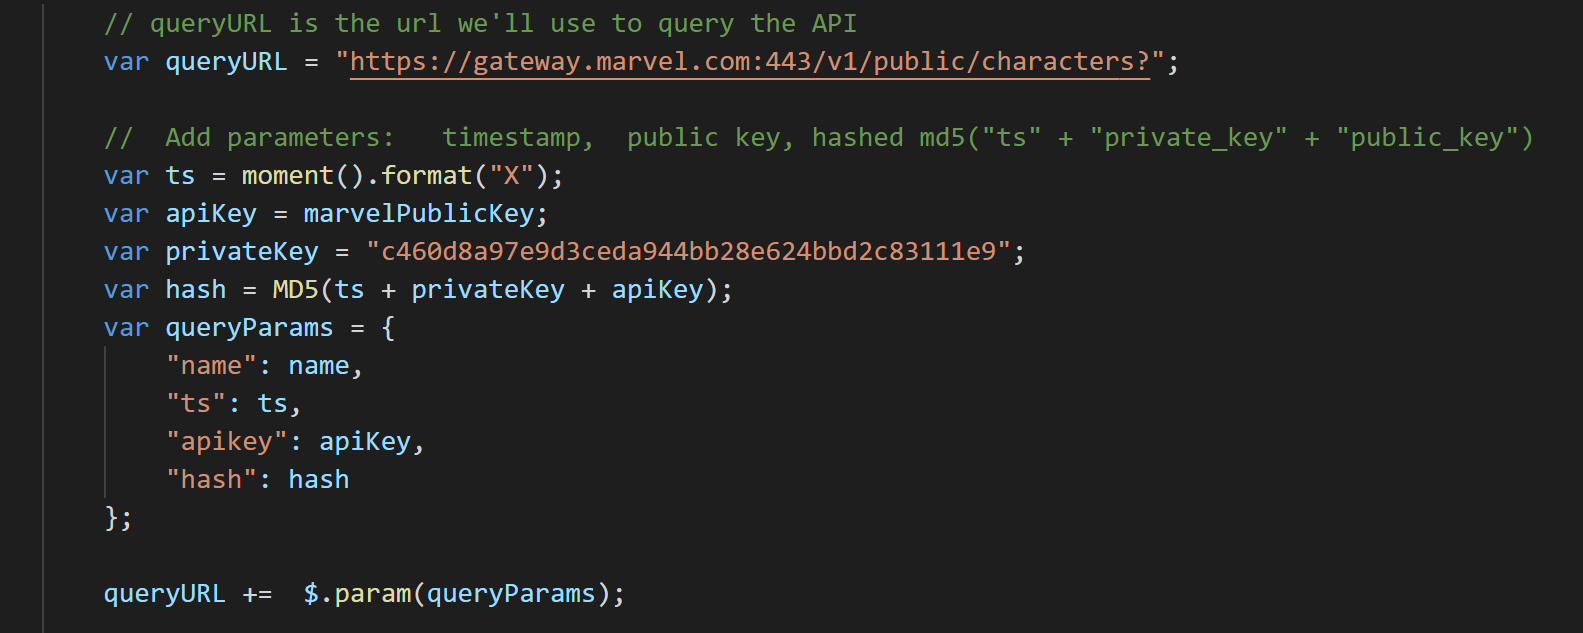 // queryURL is the url we'll use to query the API
var queryURL = "https://gateway.marvel.com:443/v1/public/characters?";
//  Add parameters:   timestamp,  public key, hashed md5("ts" + "private_key" + "public_key")
var ts = moment().format("X");
var apiKey = marvelPublicKey;
var privateKey = "c460d8a97e9d3ceda944bb28e624bbd2c83111e9";
var hash = MD5(ts + privateKey + apiKey);
var queryParams = {
    "name": name,
    "ts": ts,
    "apikey": apiKey,
    "hash": hash
};
queryURL +=  $.param(queryParams);